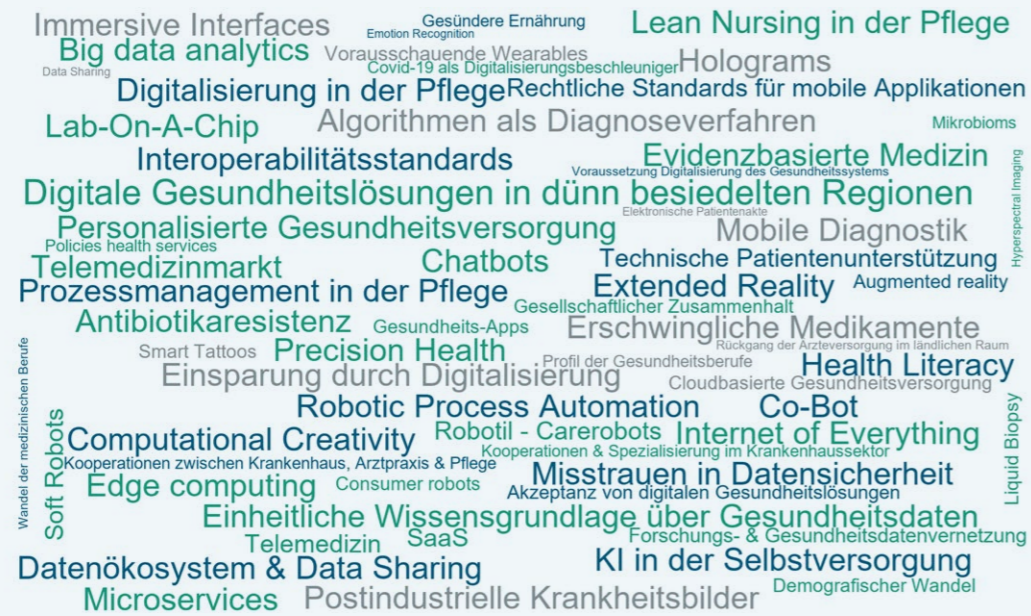 Immersive Interfaces
Gesündere Ernährung
Lean Nursing in der Pflege
Emotion Recognition
Big data analytics
Vorausschauende Wearables
Holograms
Data Sharing
Covid-19 als Digitalisierungsbeschleuniger
Digitalisierung in der Pflege
Rechtliche Standards für mobile Applikationen
Lab-On-A-Chip
Algorithmen als Diagnoseverfahren
Mikrobioms
Interoperabilitätsstandards
Evidenzbasierte Medizin
Voraussetzung Digitalisierung des Gesundheitssystems
Hyperspectral Imaging
Digitale Gesundheitslösungen in dünn besiedelten Regionen
Elektronische Patientenakte
Personalisierte Gesundheitsversorgung
Mobile Diagnostik
Policies health services
Telemedizinmarkt
Chatbots
Technische Patientenunterstützung
Prozessmanagement in der Pflege
Extended Reality
Augmented reality
Gesellschaftlicher Zusammenhalt
Antibiotikaresistenz
Gesundheits-Apps
Erschwingliche Medikamente
Rückgang der Ärzteversorgung im ländlichen Raum
Smart Tattoos
Precision Health
Profil der Gesundheitsberufe
Health Literacy
Einsparung durch Digitalisierung
Cloudbasierte Gesundheitsversorgung
Wandel der medizinischen Berufe
Robotic Process Automation
Co-Bot
Soft Robots
Computational Creativity
Robotil - Carerobots
Internet of Everything
Liquid Biopsy
Kooperationen & Spezialisierung im Krankenhaussektor
Kooperationen zwischen Krankenhaus, Arztpraxis & Pflege
Misstrauen in Datensicherheit
Edge computing
Consumer robots
Akzeptanz von digitalen Gesundheitslösungen
Einheitliche Wissensgrundlage über Gesundheitsdaten
Telemedizin
SaaS
Forschungs- & Gesundheitsdatenvernetzung
Datenökosystem & Data Sharing
KI in der Selbstversorgung
Demografischer Wandel
Microservices
Postindustrielle Krankheitsbilder